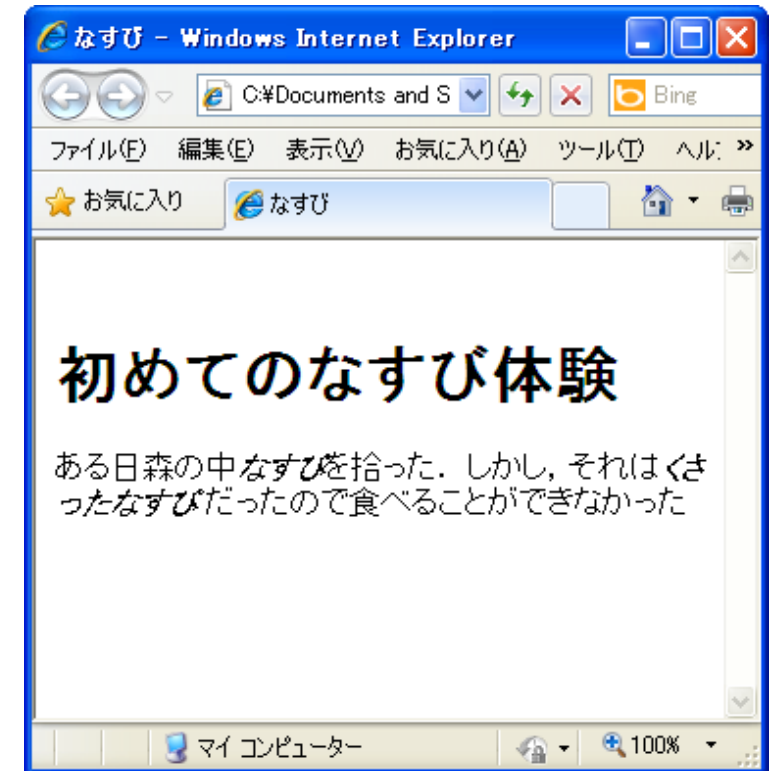 なすび - Windows Internet Explorer
C:¥Documents and S Bing
ファイル(F) 編集(E) 表示(V) お気に入り(A) ツール(T) ヘル
お気に入り なすび
初めてのなすび体験
ある日森の中なすびを拾った．しかし，それはくさ
ったなすびだったので食べることができなかった
マイ コンピューター 100%